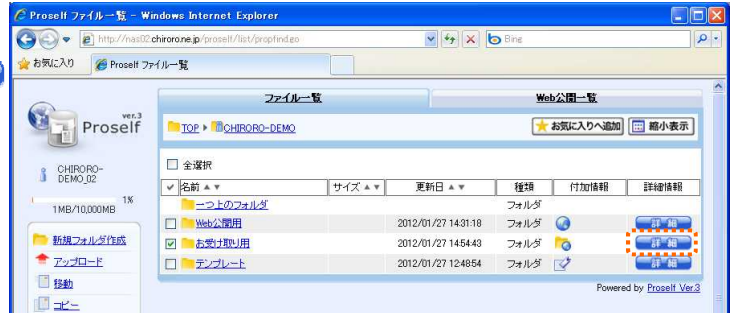 Proself ファイル一覧 - Windows Internet Explorer
http://nas02.chiroro.ne.jp/proself/list/propfind.go
Bing
お気に入り
Proself ファイル一覧
ファイル一覧
Web公開一覧
ver.3
Proself
TOP
CHIRORO-DEMO
お気に入りへ追加
縮小表示
CHIRORO-
DEMO_02
1%
1MB/10,000MB
全選択
名前 ▲▼ サイズ ▲▼ 更新日 ▲▼ 種類 付加情報 詳細情報
一つ上のフォルダ フォルダ
Web公開用 2012/01/27 14:31:18 フォルダ 詳 細
お受け取り用 2012/01/27 14:54:43 フォルダ 詳 細
テンプレート 2012/01/27 12:48:54 フォルダ 詳 細
新規フォルダ作成
アップロード
移動
コピー
Powered by Proself Ver.3